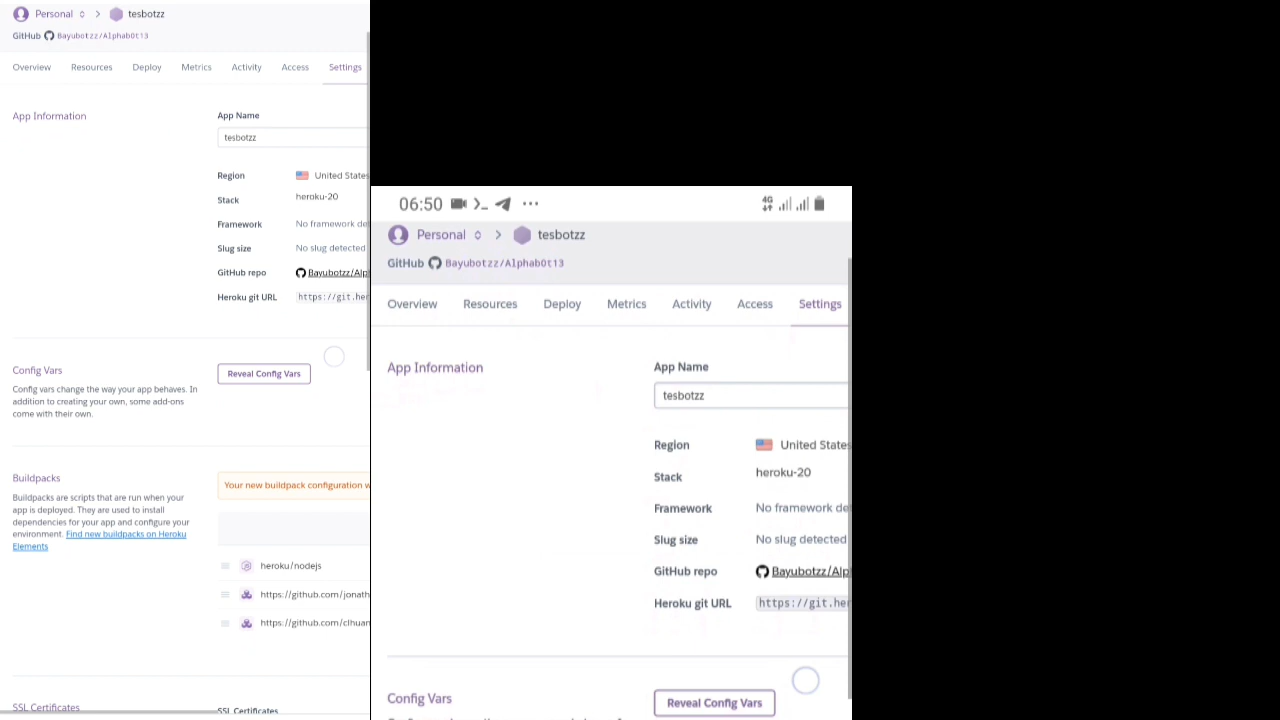 Personal > tesbotzz
GitHub Bayubotzz/Alphab0t13
Overview Resources Deploy Metrics Activity Access Settings
App Information
App Name
tesbotzz
Region United States
Stack heroku-20
Framework No framework de
Slug size No slug detected
GitHub repo Bayubotzz/Alp
Heroku git URL https://git.her
Config Vars
Reveal Config Vars
Config vars change the way your app behaves. In
addition to creating your own, some add-ons
come with their own.
Buildpacks
Your new buildpack configuration w
Buildpacks are scripts that are run when your
app is deployed. They are used to install
dependencies for your app and configure your
environment. Find new buildpacks on Heroku
Elements
heroku/nodejs
https://github.com/jonath
https://github.com/clhuan
SSL Certificates
SSL Certificates
06:50 4G
Personal > tesbotzz
GitHub Bayubotzz/Alphab0t13
Overview Resources Deploy Metrics Activity Access Settings
App Information
App Name
tesbotzz
Region United States
Stack heroku-20
Framework No framework de
Slug size No slug detected
GitHub repo Bayubotzz/Alp
Heroku git URL https://git.her
Config Vars
Reveal Config Vars